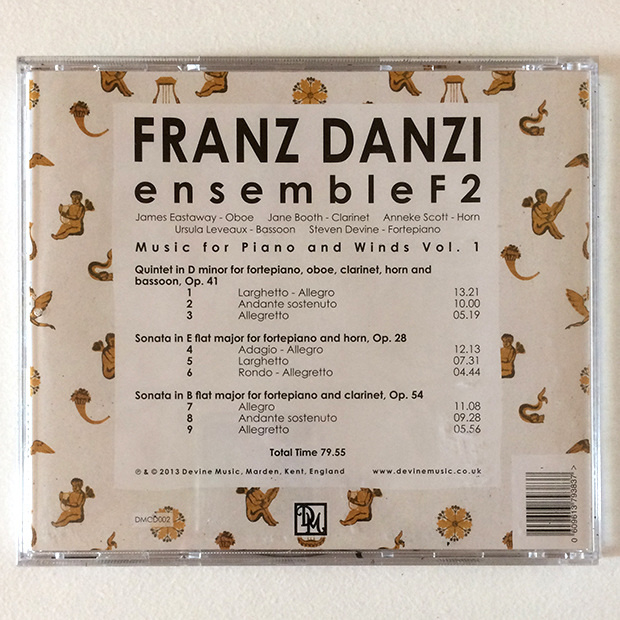 FRANZ DANZI
ensembleF2
James Eastaway - Oboe Jane Booth - Clarinet Anneke Scott - Horn
Ursula Leveaux - Bassoon Steven Devine - Fortepiano
Music for Piano and Winds Vol. 1
Quintet in D minor for fortepiano, oboe, clarinet, horn and
bassoon, Op. 41
1 Larghetto - Allegro 13.21
2 Andante sostenuto 10.00
3 Allegretto 05.19
Sonata in E flat major for fortepiano and horn, Op. 28
4 Adagio - Allegro 12.13
5 Larghetto 07.31
6 Rondo - Allegretto 04.44
Sonata in B flat major for fortepiano and clarinet, Op. 54
7 Allegro 11.08
8 Andante sostenuto 09.28
9 Allegretto 05.56
Total Time 79.55
℗ & © 2013 Devine Music, Marden, Kent, England www.devinemusic.co.uk
DMCD002
DM
0 609613 793837 >